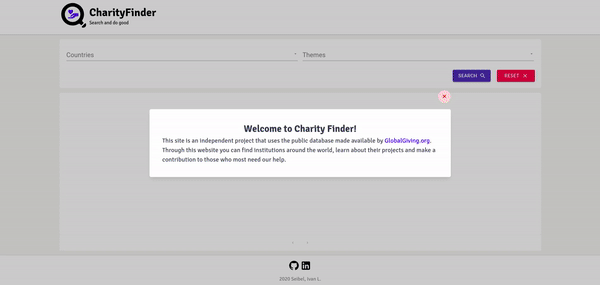 CharityFinder
Search and do good
Countries
Themes
SEARCH
RESET
Welcome to Charity Finder!
This site is an independent project that uses the public database made available by GlobalGiving.org.
Through this website you can find institutions around the world, learn about their projects and make a
contribution to those who most need our help.
2020 Seibel, Ivan L.